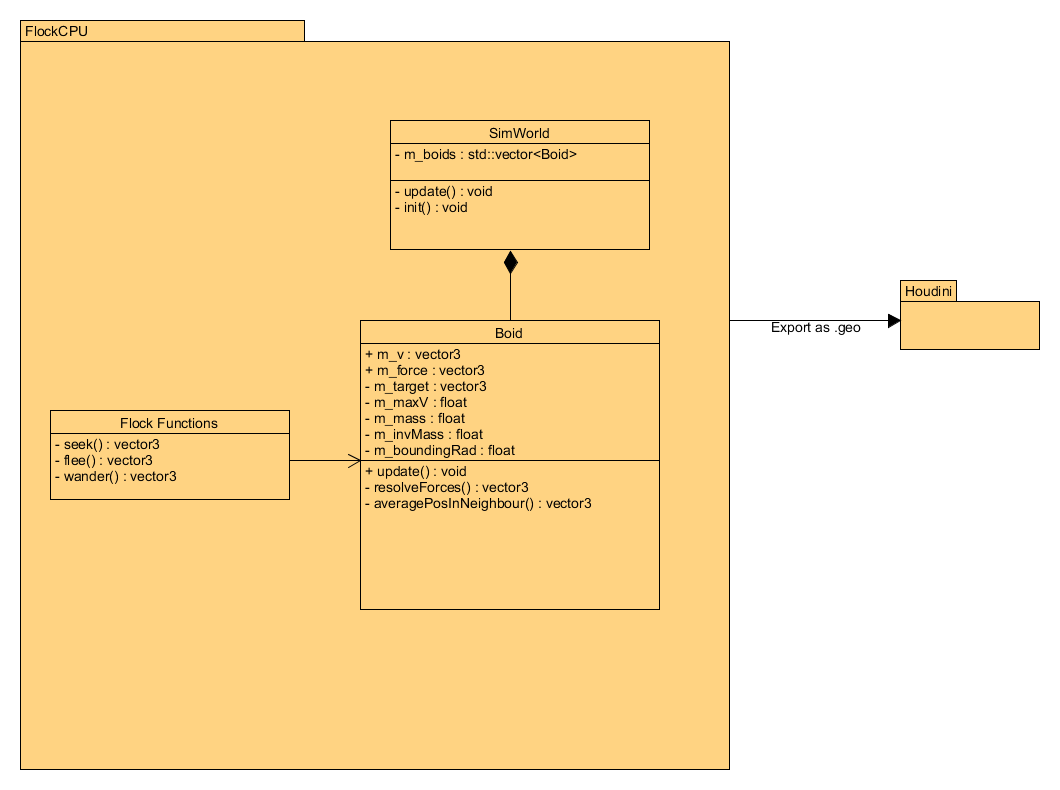 FlockCPU
SimWorld
- m_boids : std::vector<Boid>
- update() : void
- init() : void
Houdini
Export as .geo
Boid
+ m_v : vector3
+ m_force : vector3
- m_target : vector3
- m_maxV : float
- m_mass : float
- m_invMass : float
- m_boundingRad : float
+ update() : void
- resolveForces() : vector3
- averagePosInNeighbour() : vector3
Flock Functions
- seek() : vector3
- flee() : vector3
- wander() : vector3